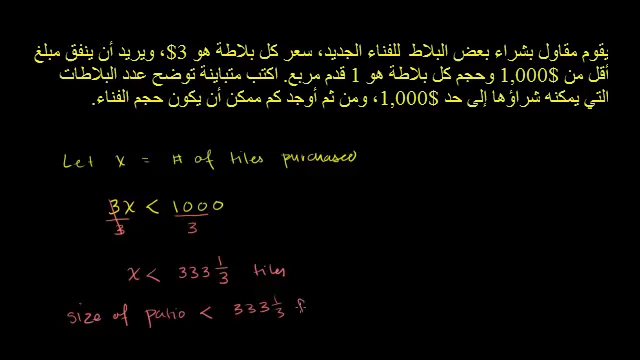 يقوم مقاول بشراء بعض البلاط للفناء الجديد، سعر كل بلاطة هو 3$، ويريد أن ينفق مبلغ
أقل من 1,000$ وحجم كل بلاطة هو 1 قدم مربع. اكتب متباينة توضح عدد البلاطات
التي يمكنه شراؤها إلى حد 1,000$، ومن ثم أوجد كم ممكن أن يكون حجم الفناء.
Let x = # of tiles purchased
3x < 1000
3 3
x < 333 1/3 tiles
size of patio < 333 1/3 f